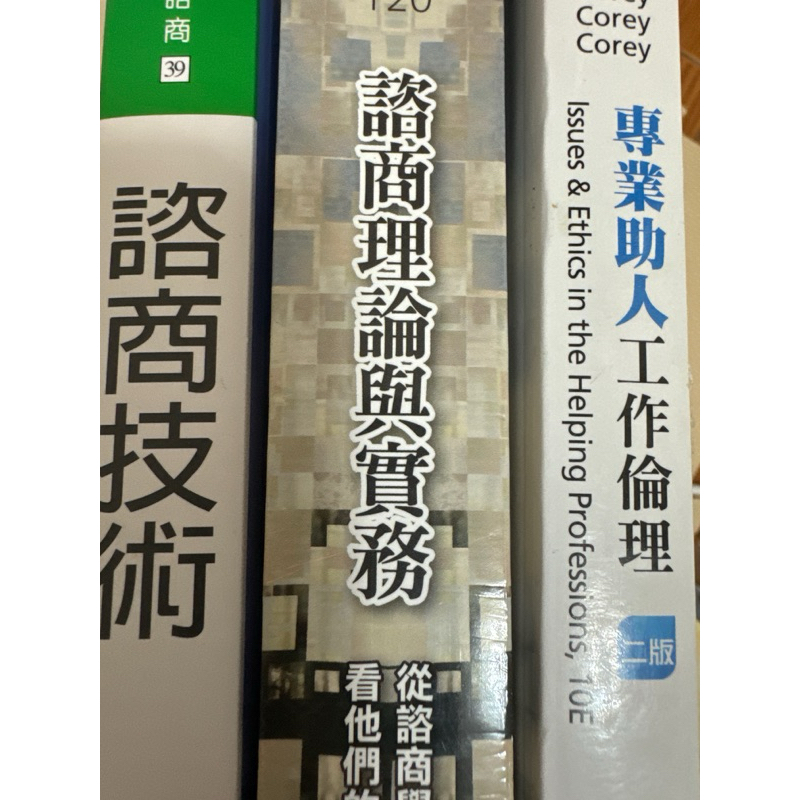 諮商
39
諮商技術
120
諮商理論與實務
從諮商學
看他們的
Corey
Corey
專業助人工作倫理
Issues & Ethics in the Helping Professions, 10E
二版